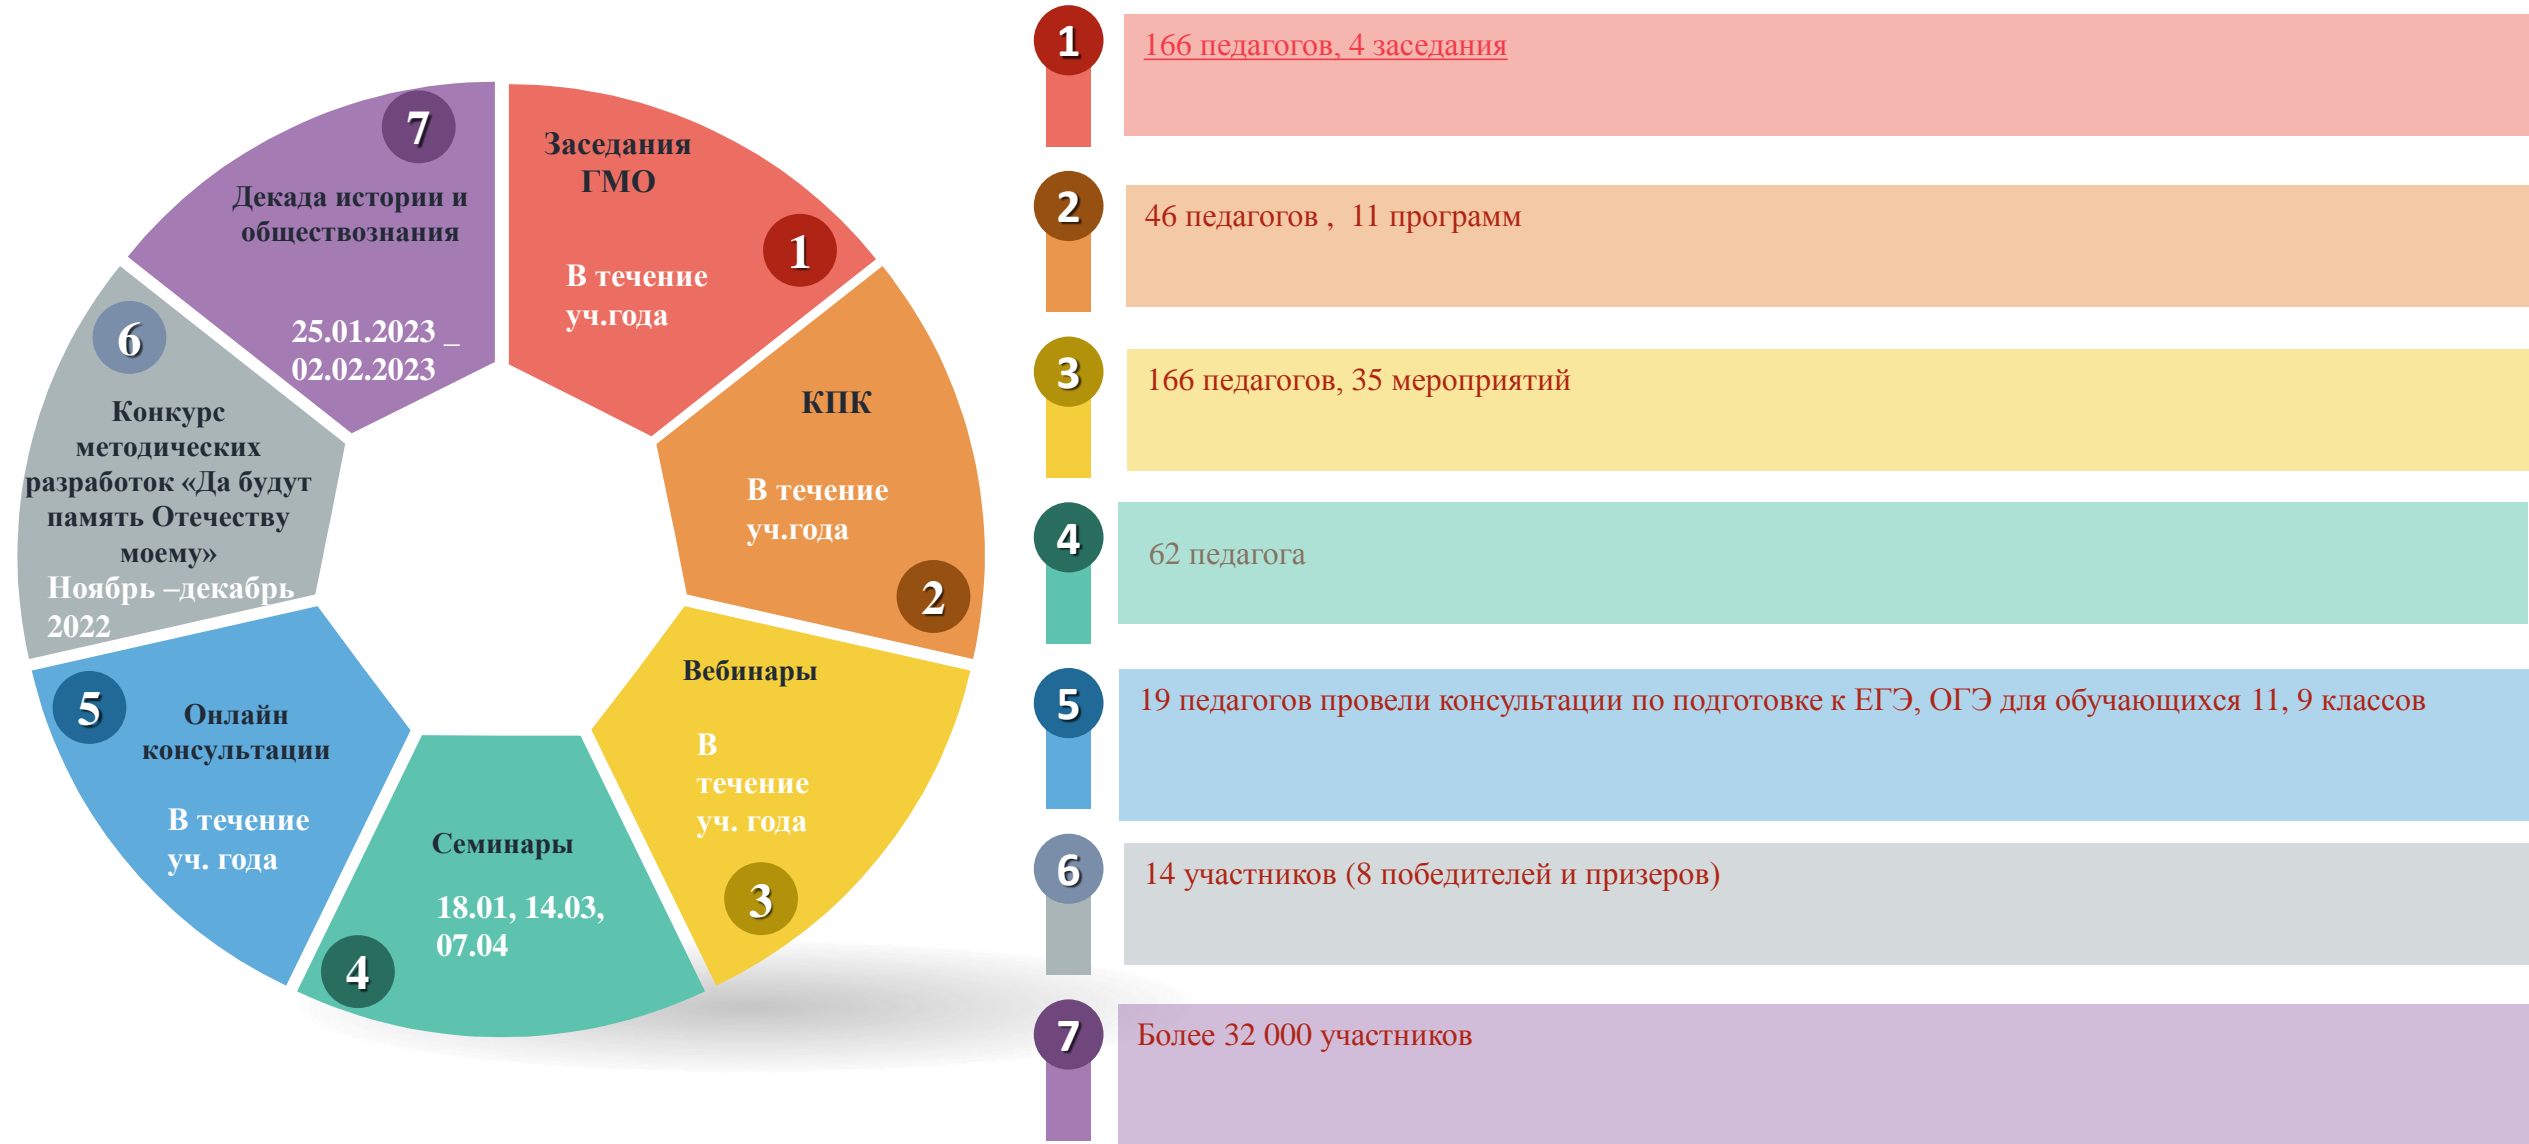 7
Декада истории и
обществознания
25.01.2023 _
02.02.2023
Заседания
ГМО
1
В течение
уч.года
6
Конкурс
методических
разработок «Да будут
память Отечеству
моему»
Ноябрь –декабрь
2022
КПК
В течение
уч.года
2
5
Онлайн
консультации
В течение
уч. года
Вебинары
В
течение
уч. года
3
Семинары
18.01, 14.03,
07.04
4
1
166 педагогов, 4 заседания
2
46 педагогов , 11 программ
3
166 педагогов, 35 мероприятий
4
62 педагога
5
19 педагогов провели консультации по подготовке к ЕГЭ, ОГЭ для обучающихся 11, 9 классов
6
14 участников (8 победителей и призеров)
7
Более 32 000 участников